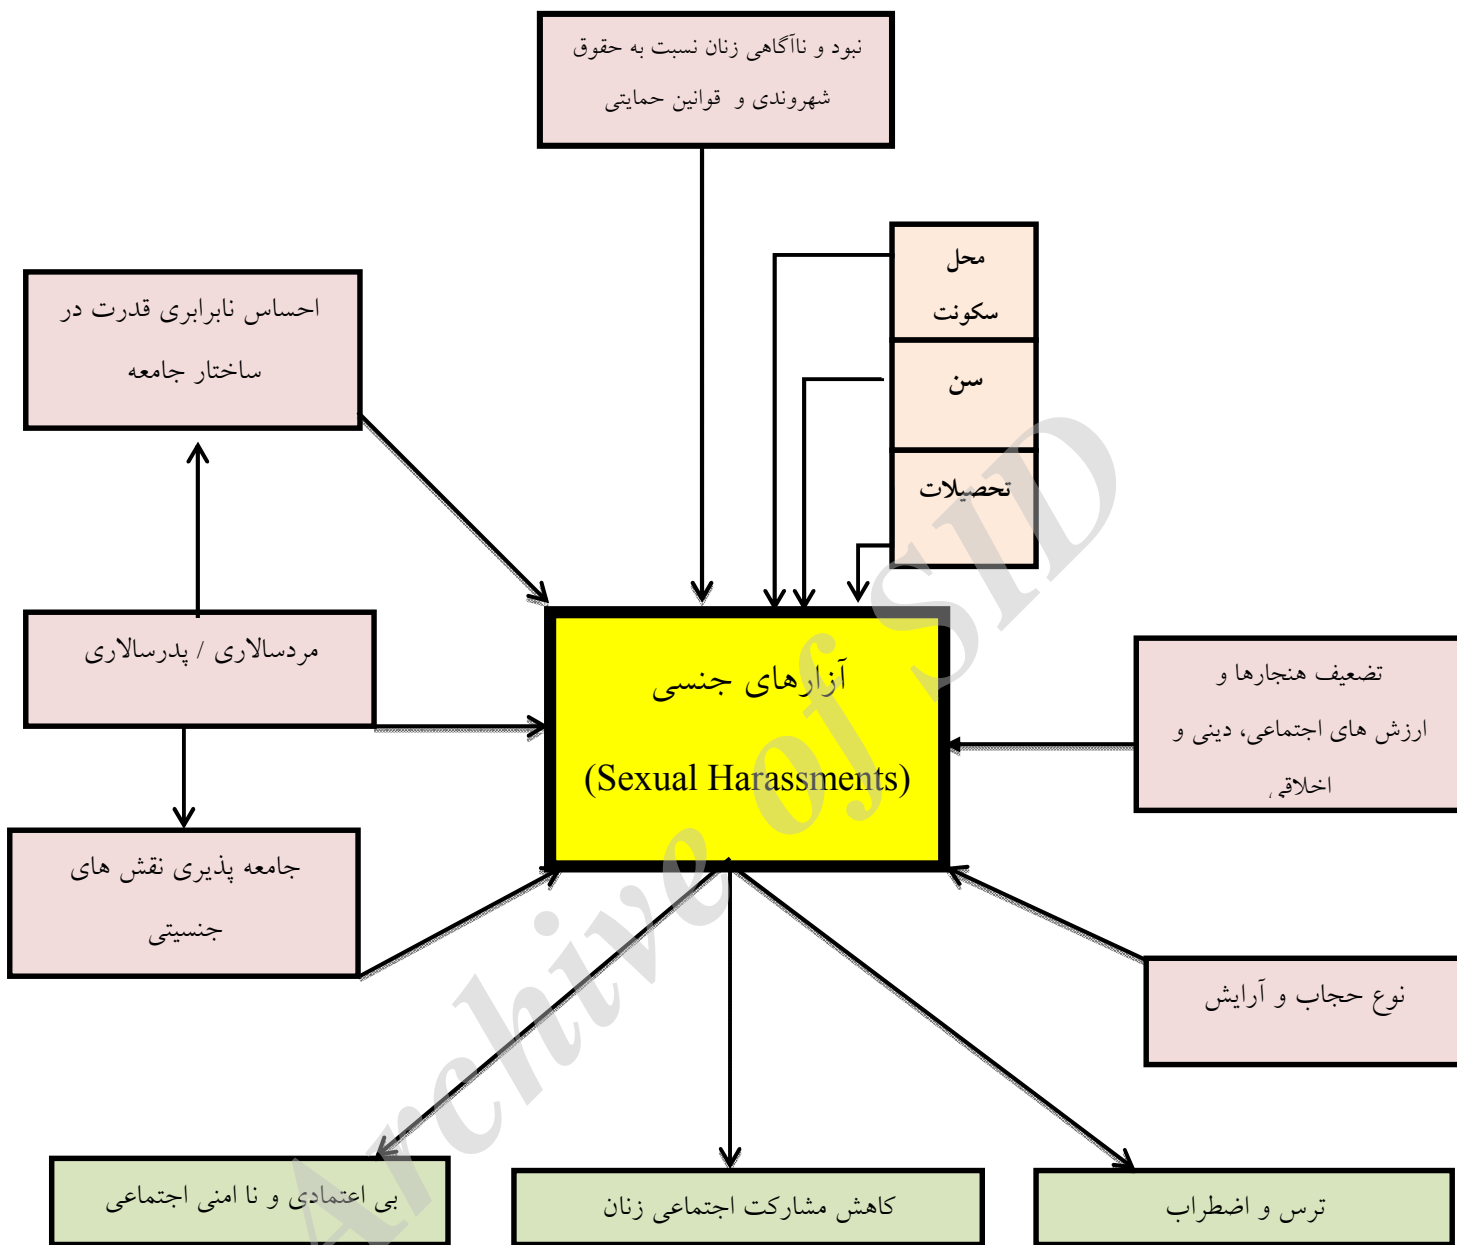 نبود و ناآگاهی زنان نسبت به حقوق
شهروندی و قوانین حمایتی
محل
سکونت
سن
تحصیلات
احساس نابرابری قدرت در
ساختار جامعه
مردسالاری / پدرسالاری
جامعه پذیری نقش های
جنسیتی
آزارهای جنسی
(Sexual Harassments)
تضعیف هنجارها و
ارزش های اجتماعی، دینی و
اخلاقی
نوع حجاب و آرایش
بی اعتمادی و نا امنی اجتماعی
کاهش مشارکت اجتماعی زنان
ترس و اضطراب
Archive of SID